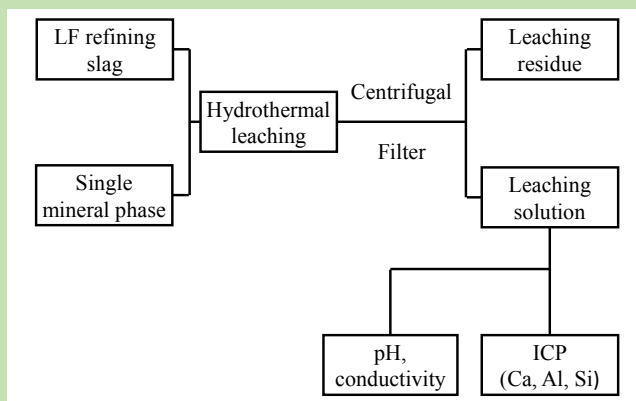 LF refining
slag
Single
mineral phase
Hydrothermal
leaching
Centrifugal
Filter
Leaching
residue
Leaching
solution
pH,
conductivity
ICP
(Ca, Al, Si)